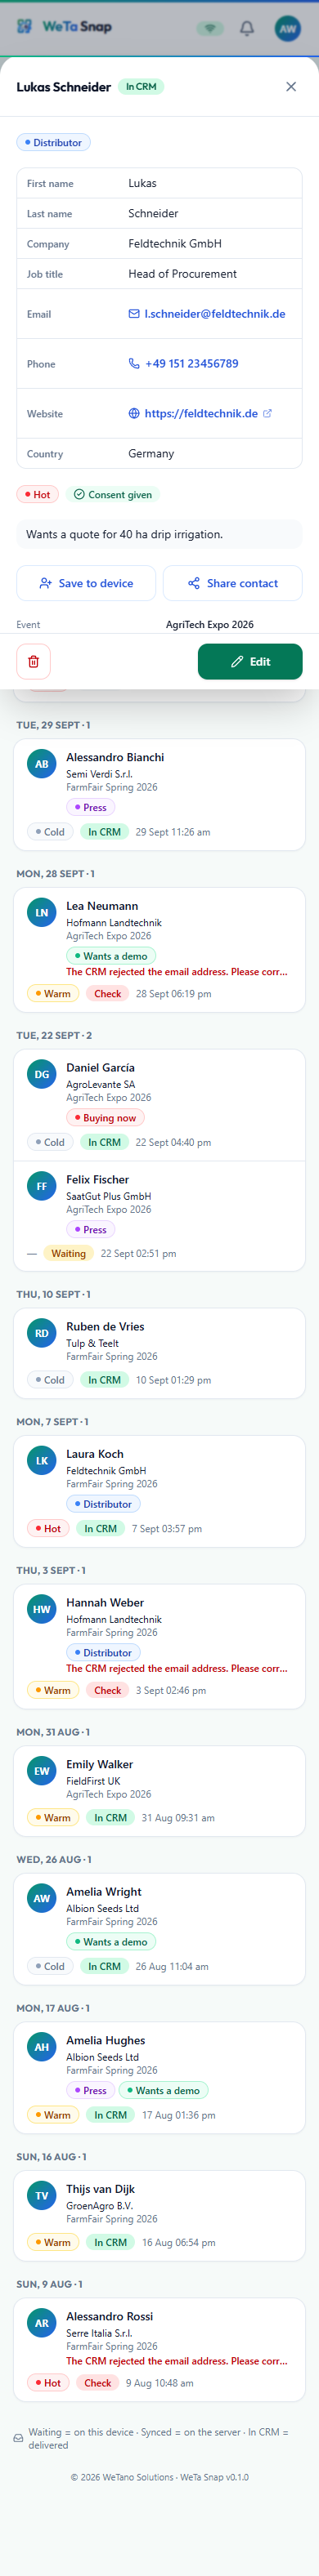 WeTa Snap
AW
Lukas Schneider In CRM
Distributor
First name Lukas
Last name Schneider
Company Feldtechnik GmbH
Job title Head of Procurement
Email l.schneider@feldtechnik.de
Phone +49 151 23456789
Website https://feldtechnik.de
Country Germany
Hot Consent given
Wants a quote for 40 ha drip irrigation.
Save to device Share contact
Event AgriTech Expo 2026
Edit
TUE, 29 SEPT · 1
AB Alessandro Bianchi
Semi Verdi S.r.l.
FarmFair Spring 2026
Press
Cold In CRM 29 Sept 11:26 am
MON, 28 SEPT · 1
LN Lea Neumann
Hofmann Landtechnik
AgriTech Expo 2026
Wants a demo
The CRM rejected the email address. Please corr...
Warm Check 28 Sept 06:19 pm
TUE, 22 SEPT · 2
DG Daniel García
AgroLevante SA
AgriTech Expo 2026
Buying now
Cold In CRM 22 Sept 04:40 pm
FF Felix Fischer
SaatGut Plus GmbH
AgriTech Expo 2026
Press
— Waiting 22 Sept 02:51 pm
THU, 10 SEPT · 1
RD Ruben de Vries
Tulp & Teelt
FarmFair Spring 2026
Cold In CRM 10 Sept 01:29 pm
MON, 7 SEPT · 1
LK Laura Koch
Feldtechnik GmbH
FarmFair Spring 2026
Distributor
Hot In CRM 7 Sept 03:57 pm
THU, 3 SEPT · 1
HW Hannah Weber
Hofmann Landtechnik
FarmFair Spring 2026
Distributor
The CRM rejected the email address. Please corr...
Warm Check 3 Sept 02:46 pm
MON, 31 AUG · 1
EW Emily Walker
FieldFirst UK
AgriTech Expo 2026
Warm In CRM 31 Aug 09:31 am
WED, 26 AUG · 1
AW Amelia Wright
Albion Seeds Ltd
FarmFair Spring 2026
Wants a demo
Cold In CRM 26 Aug 11:04 am
MON, 17 AUG · 1
AH Amelia Hughes
Albion Seeds Ltd
FarmFair Spring 2026
Press Wants a demo
Warm In CRM 17 Aug 01:36 pm
SUN, 16 AUG · 1
TV Thijs van Dijk
GroenAgro B.V.
FarmFair Spring 2026
Warm In CRM 16 Aug 06:54 pm
SUN, 9 AUG · 1
AR Alessandro Rossi
Serre Italia S.r.l.
FarmFair Spring 2026
The CRM rejected the email address. Please corr...
Hot Check 9 Aug 10:48 am
Waiting = on this device · Synced = on the server · In CRM =
delivered
© 2026 WeTano Solutions · WeTa Snap v0.1.0